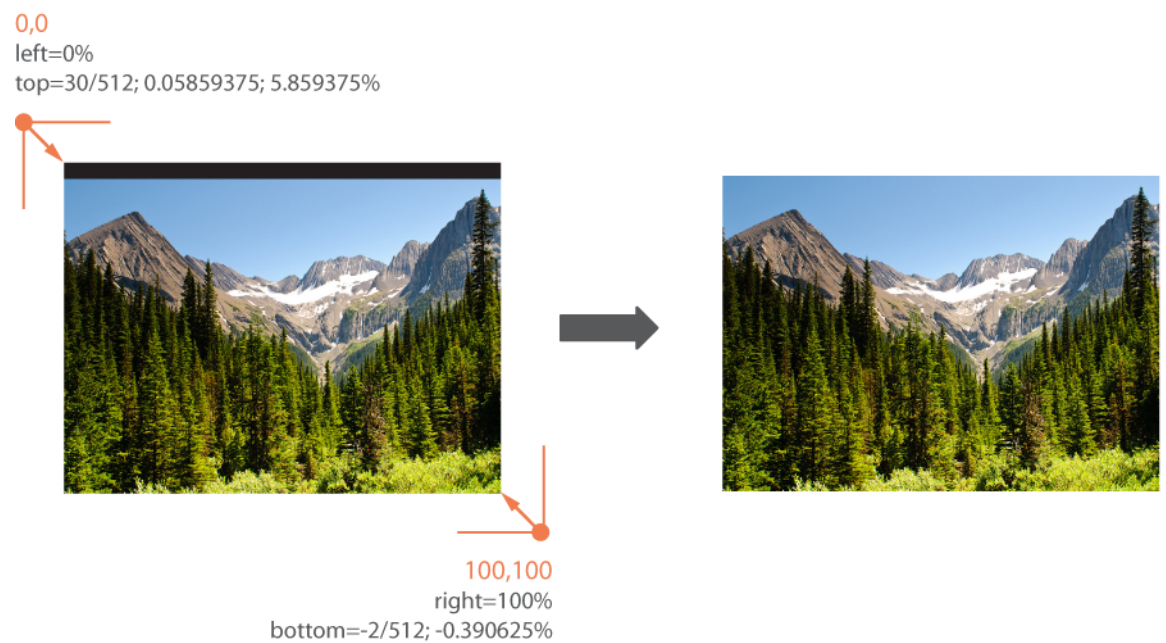 0,0
left=0%
top=30/512; 0.05859375; 5.859375%
100,100
right=100%
bottom=-2/512; -0.390625%